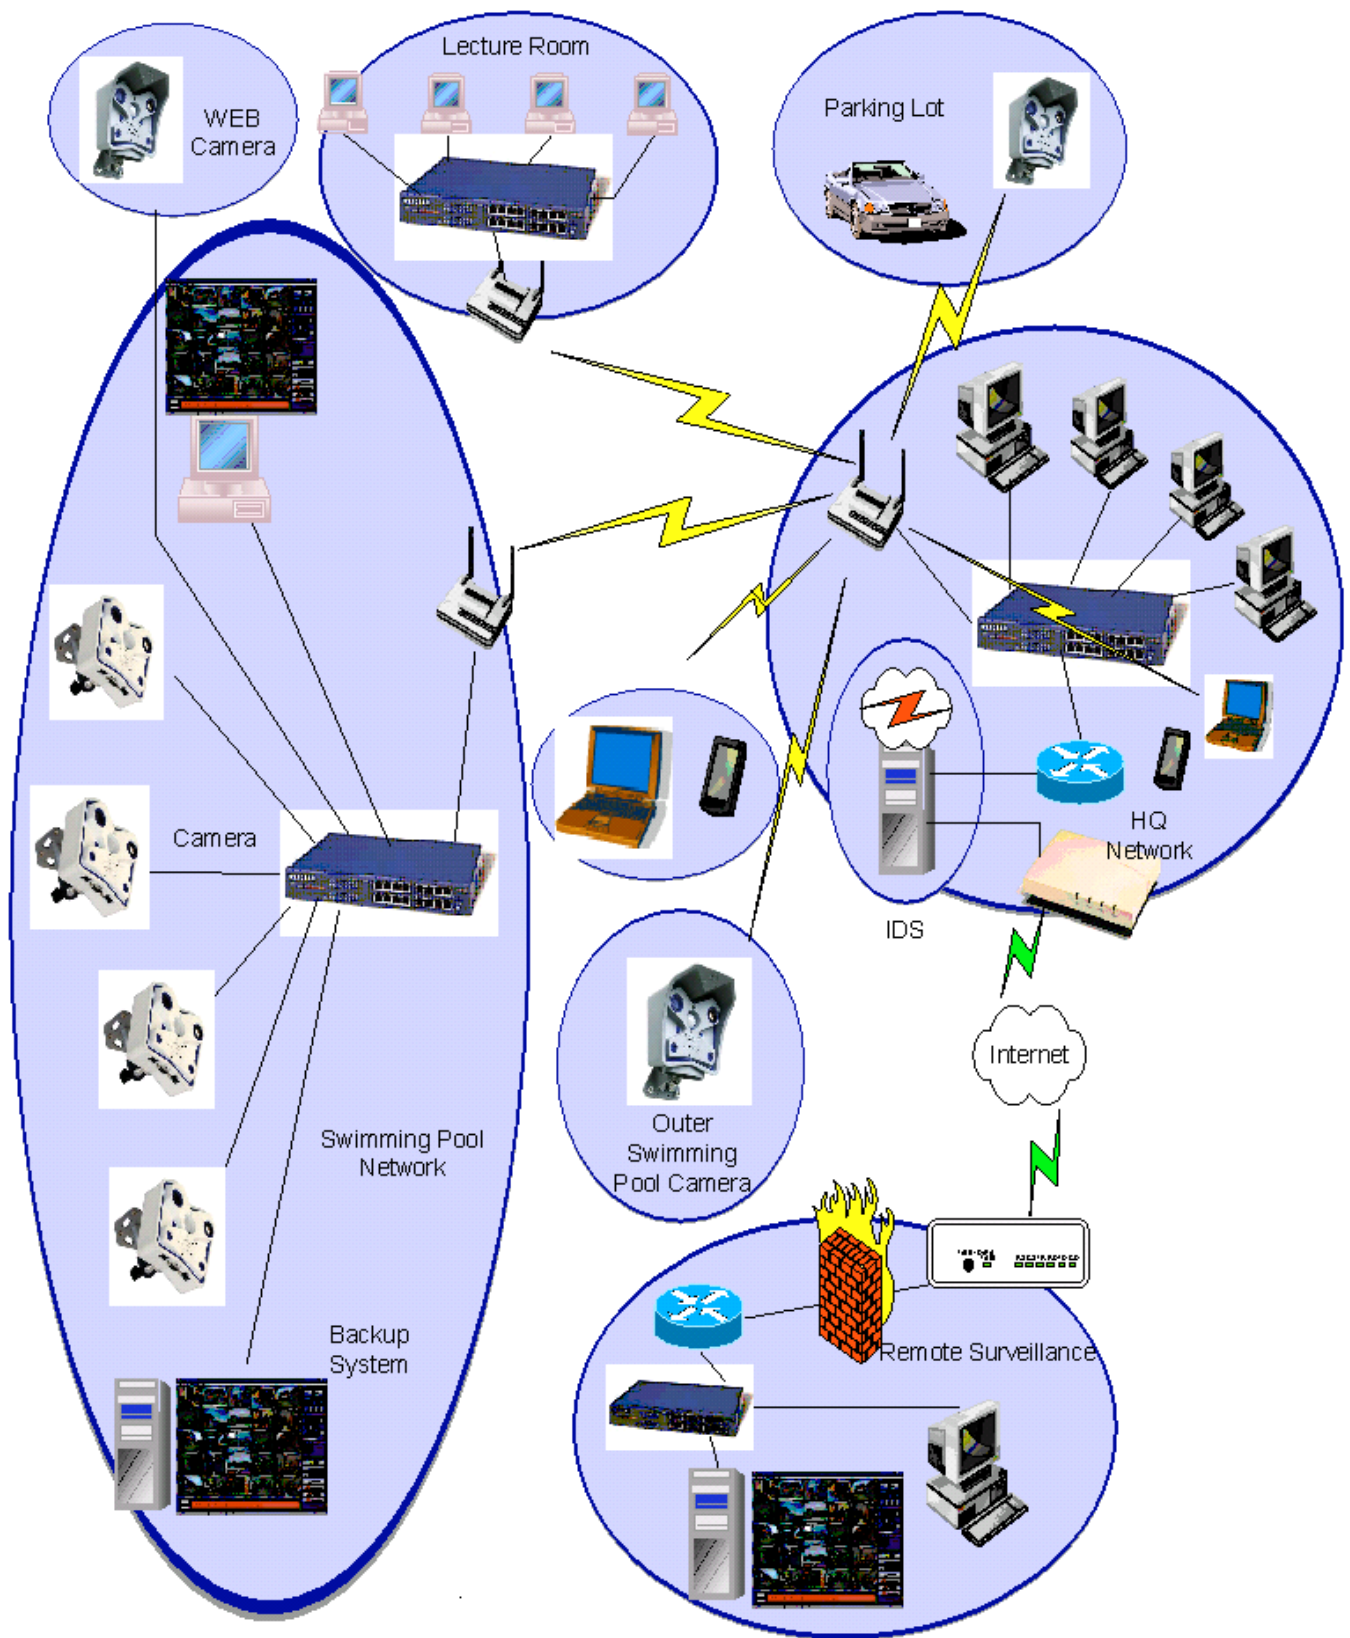 Lecture Room
WEB
Camera
Parking Lot
Camera
HQ
Network
IDS
Internet
Swimming Pool
Network
Outer
Swimming
Pool Camera
Backup
System
Remote Surveillance